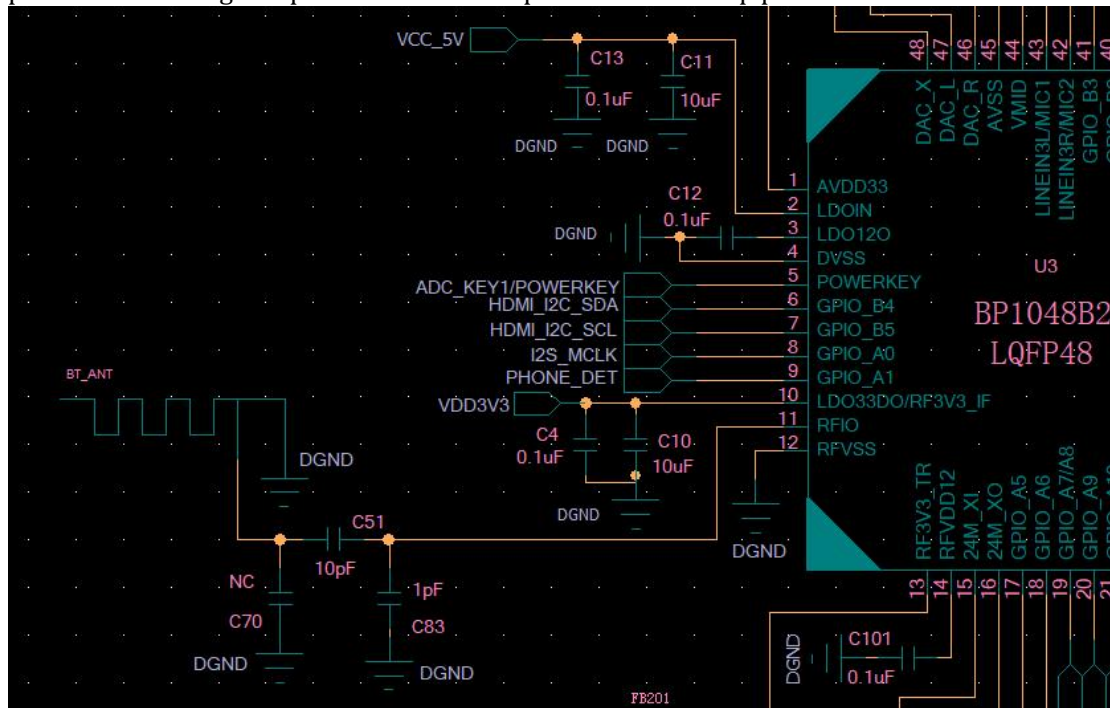 VCC_5V
C13
0.1uF
C11
10uF
DGND
DGND
C12
0.1uF
DGND
ADC_KEY1/POWERKEY
HDMI_I2C_SDA
HDMI_I2C_SCL
I2S_MCLK
PHONE_DET
VDD3V3
C4
0.1uF
C10
10uF
DGND
DGND
BT_ANT
DGND
C51
10pF
NC
C70
DGND
1pF
C83
DGND
48 47 46 45 44 43 42 41 40
DAC_X
DAC_L
DAC_R
AVSS
VMID
LINEIN3L/MIC1
LINEIN3R/MIC2
GPIO_B3
1 AVDD33
2 LDOIN
3 LDO12O
4 DVSS
5 POWERKEY
6 GPIO_B4
7 GPIO_B5
8 GPIO_A0
9 GPIO_A1
10 LDO33DO/RF3V3_IF
11 RFIO
12 RFVSS
U3
BP1048B2
LQFP48
RF3V3_TR
RFVDD12
24M_XI
24M_XO
GPIO_A5
GPIO_A6
GPIO_A7/A8
GPIO_A9
13 14 15 16 17 18 19 20 21
DGND
C101
0.1uF
FB201